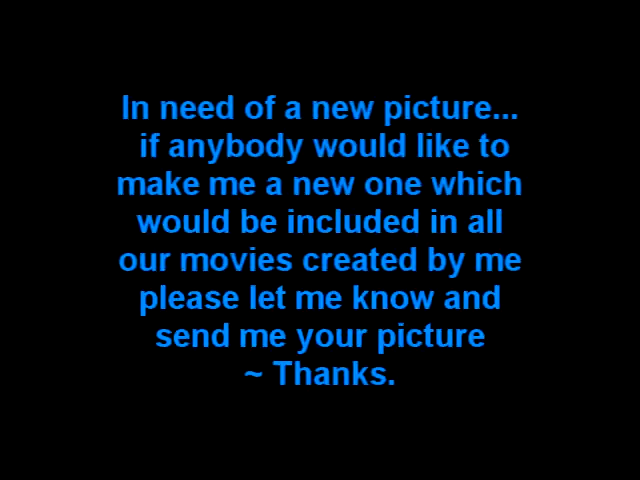 In need of a new picture...
if anybody would like to
make me a new one which
would be included in all
our movies created by me
please let me know and
send me your picture
~ Thanks.